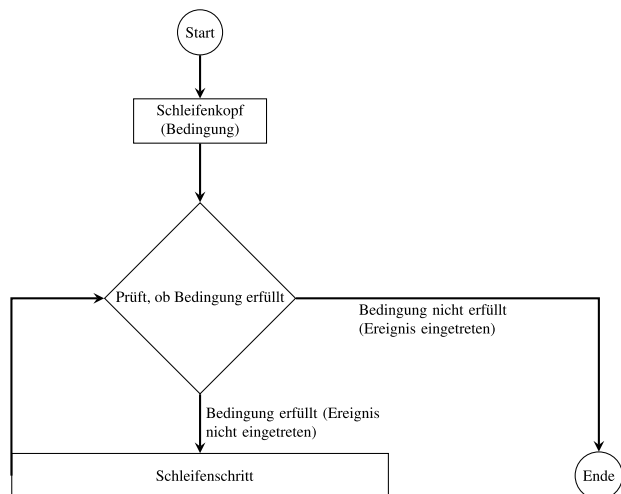 Start
Schleifenkopf
(Bedingung)
Prüft, ob Bedingung erfüllt
Bedingung nicht erfüllt
(Ereignis eingetreten)
Bedingung erfüllt (Ereignis
nicht eingetreten)
Schleifenschritt
Ende